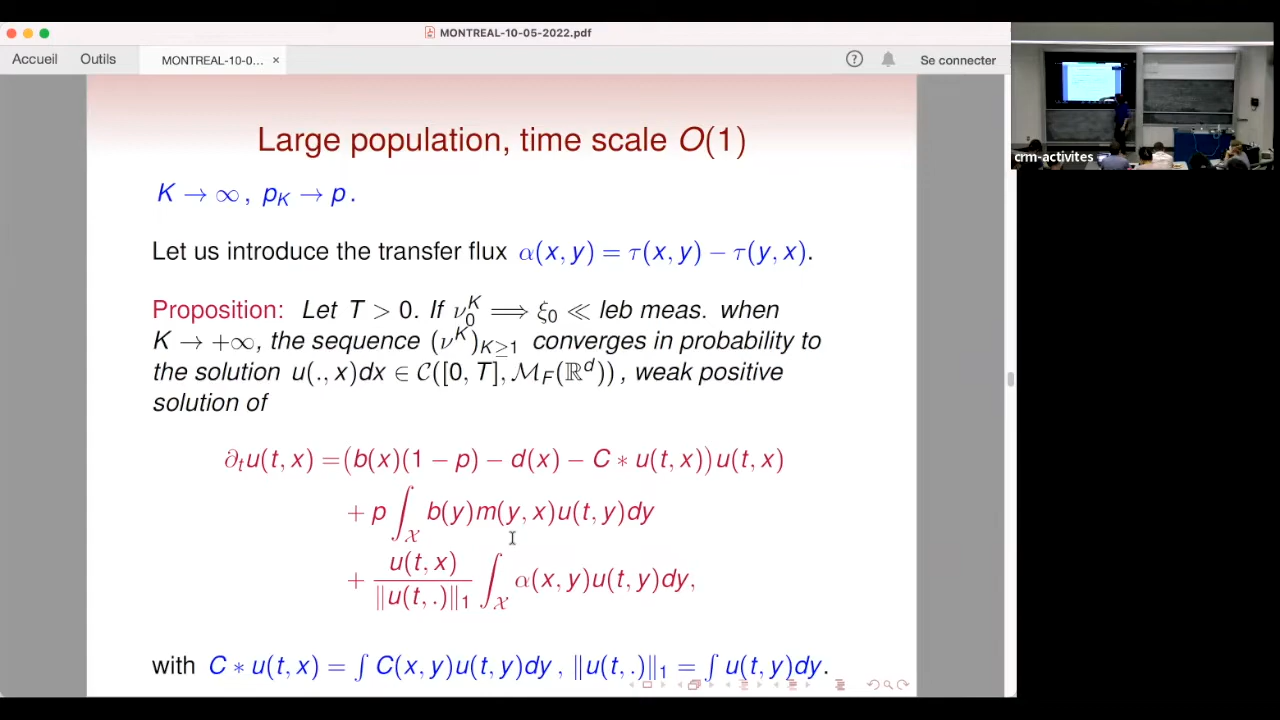 MONTREAL-10-05-2022.pdf
Accueil Outils MONTREAL-10-0... × ? Se connecter
crm-activites
Large population, time scale O(1)
K → ∞, p_K → p.
Let us introduce the transfer flux α(x, y) = τ(x, y) − τ(y, x).
Proposition: Let T > 0. If ν_0^K ⟹ ξ_0 ≪ leb meas. when
K → +∞, the sequence (ν^K)_{K≥1} converges in probability to
the solution u(., x)dx ∈ C([0, T], M_F(ℝ^d)) , weak positive
solution of
∂_t u(t, x) =(b(x)(1 − p) − d(x) − C ∗ u(t, x))u(t, x)
+ p ∫_X b(y)m(y, x)u(t, y)dy
+ u(t, x) / ‖u(t, .)‖_1 ∫_X α(x, y)u(t, y)dy,
with C ∗ u(t, x) = ∫ C(x, y)u(t, y)dy , ‖u(t, .)‖_1 = ∫ u(t, y)dy.